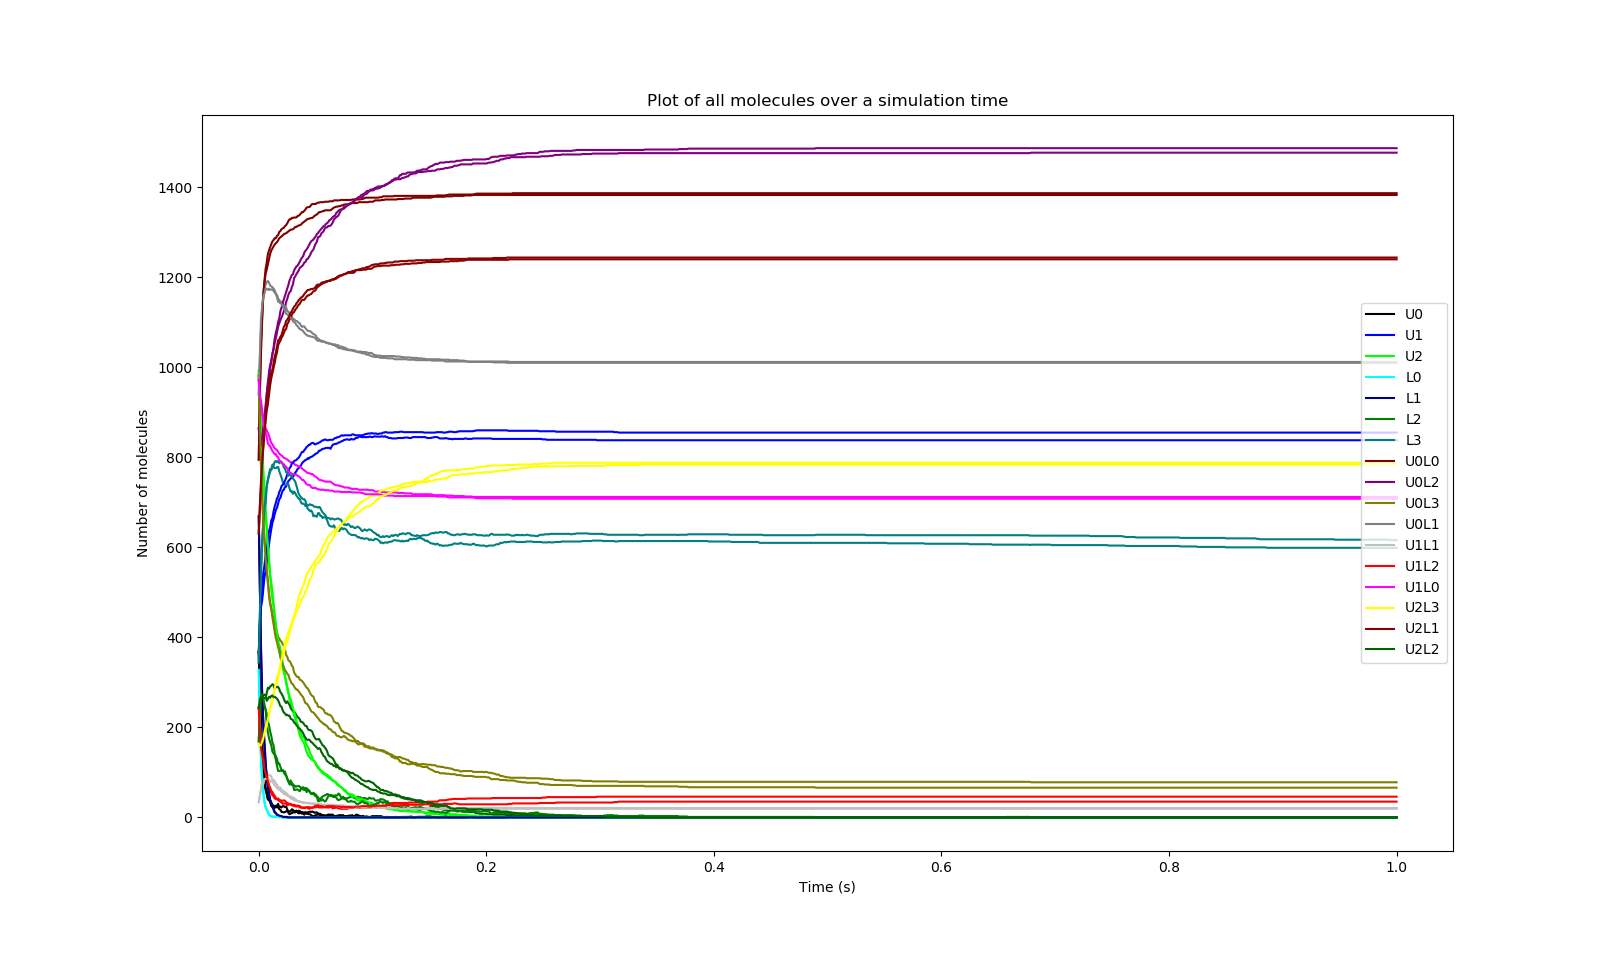 Plot of all molecules over a simulation time
Number of molecules
1400
1200
1000
800
600
400
200
0
0.0
0.2
0.4
0.6
0.8
1.0
Time (s)
U0
U1
U2
L0
L1
L2
L3
U0L0
U0L2
U0L3
U0L1
U1L1
U1L2
U1L0
U2L3
U2L1
U2L2